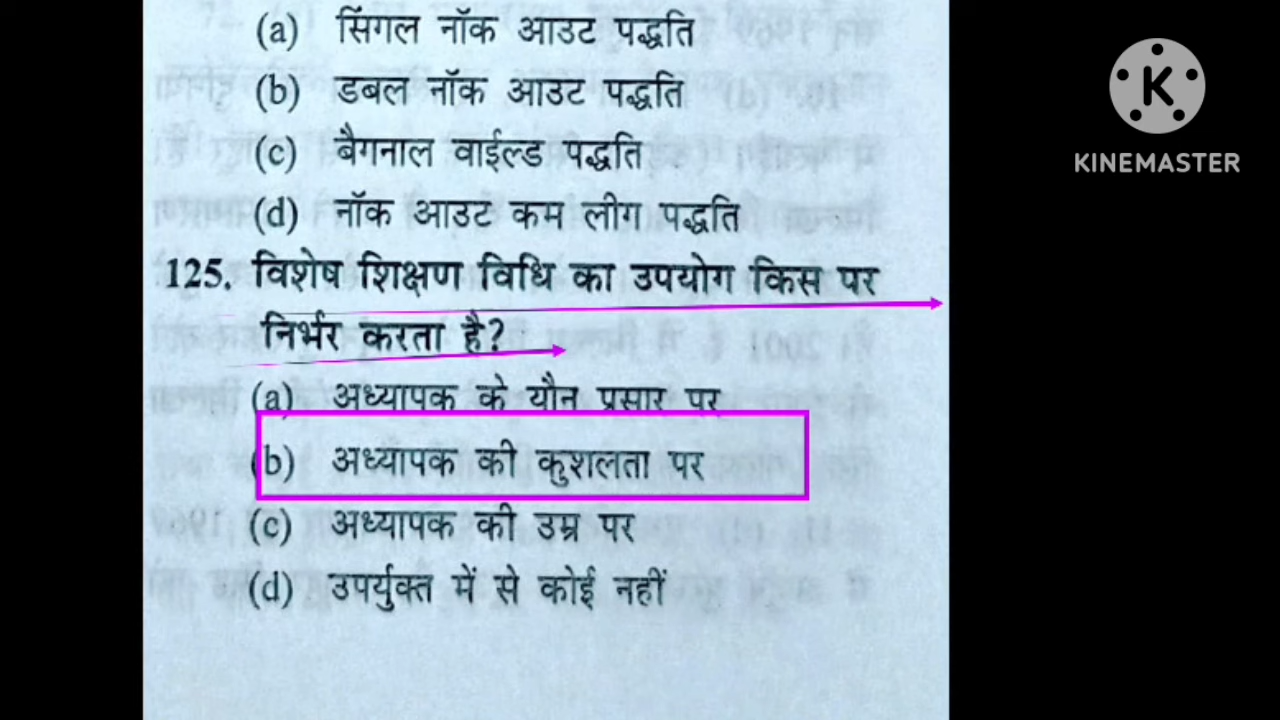 (a) सिंगल नॉक आउट पद्धति
(b) डबल नॉक आउट पद्धति
(c) बैगनाल वाईल्ड पद्धति
(d) नॉक आउट कम लीग पद्धति
125. विशेष शिक्षण विधि का उपयोग किस पर
निर्भर करता है?
(a) अध्यापक के यौन प्रसार पर
(b) अध्यापक की कुशलता पर
(c) अध्यापक की उम्र पर
(d) उपर्युक्त में से कोई नहीं
K
KINEMASTER